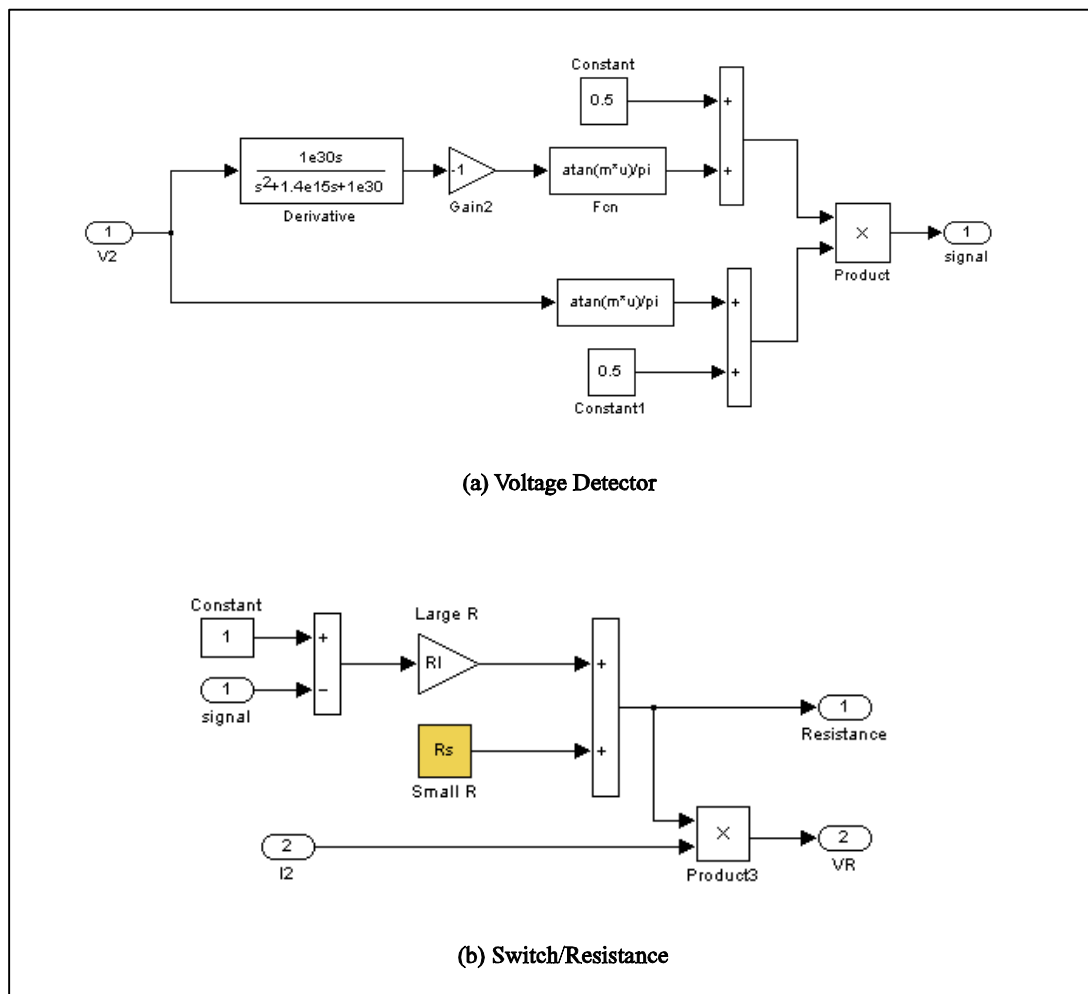 Constant
0.5
+
1e30s
s2+1.4e15s+1e30
Derivative
-1
Gain2
atan(m*u)/pi
Fcn
+
1
V2
×
Product
1
signal
atan(m*u)/pi
+
0.5
Constant1
+
(a) Voltage Detector
Constant
1
+
1
signal
−
Large R
Rl
+
Rs
Small R
+
1
Resistance
2
I2
×
Product3
2
VR
(b) Switch/Resistance